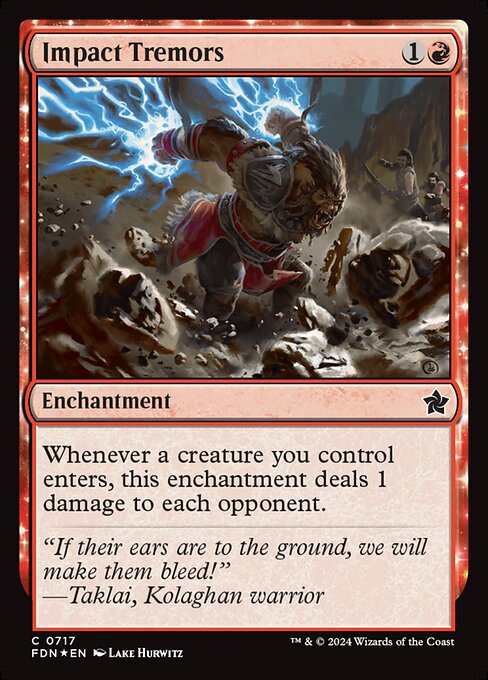 Impact Tremors 1
Enchantment
Whenever a creature you control
enters, this enchantment deals 1
damage to each opponent.
“If their ears are to the ground, we will
make them bleed!”
—Taklai, Kolaghan warrior
C 0717
FDN★EN Lake Hurwitz
™ & © 2024 Wizards of the Coast